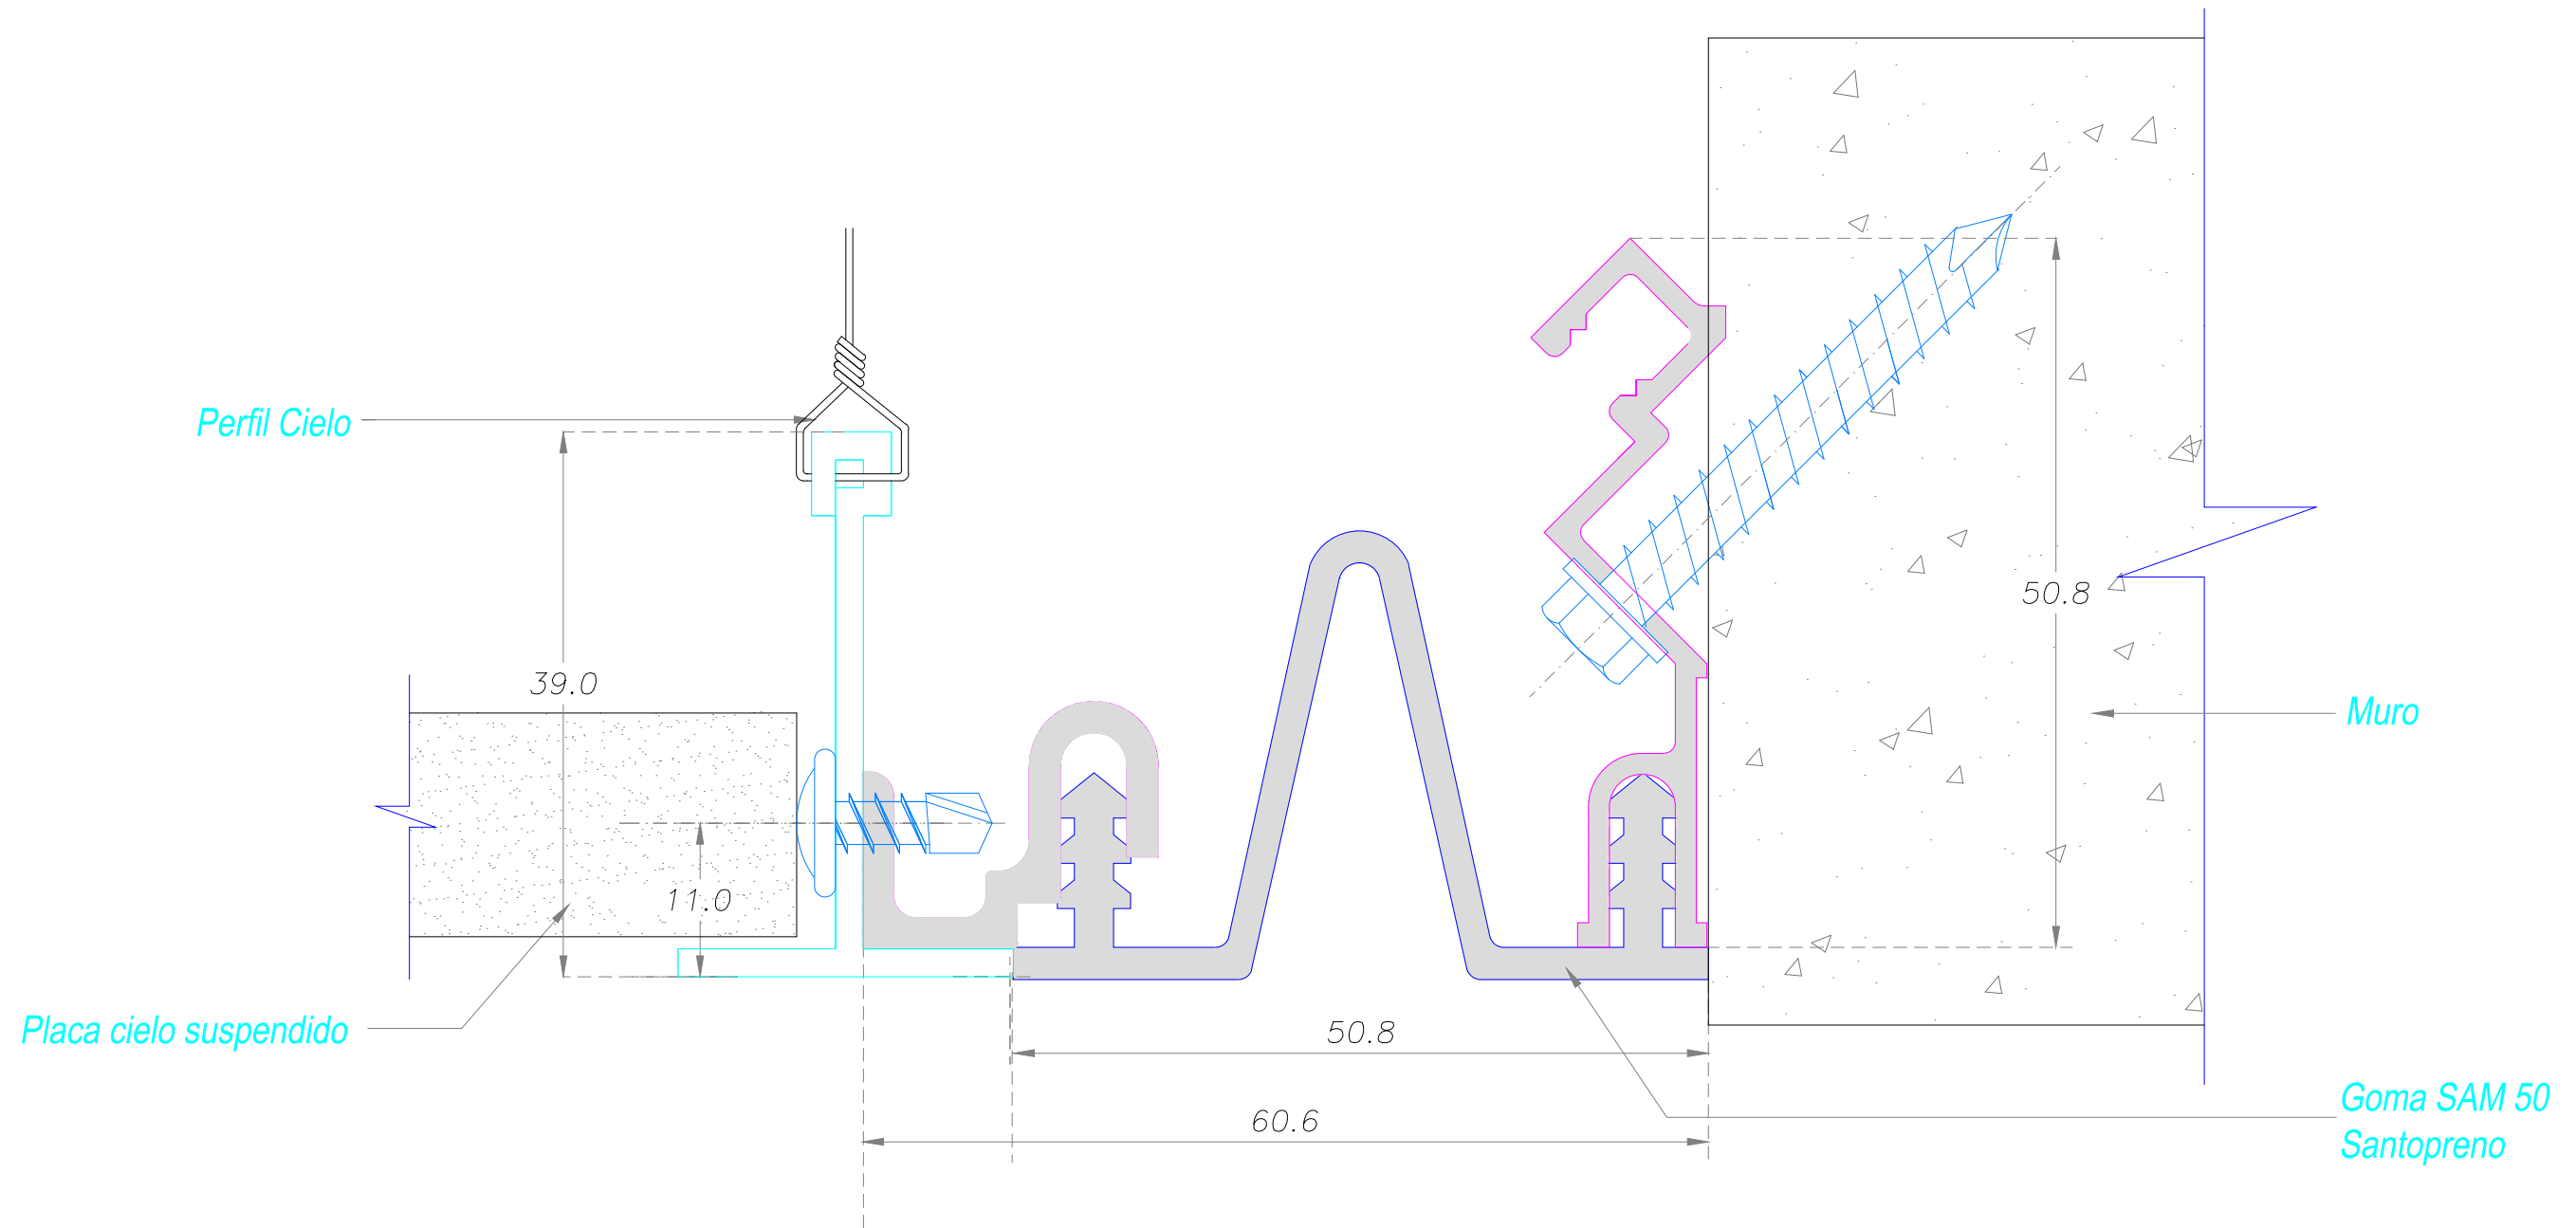 Perfil Cielo
50.8
39.0
Muro
11.0
Placa cielo suspendido
50.8
Goma SAM 50
Santopreno
60.6